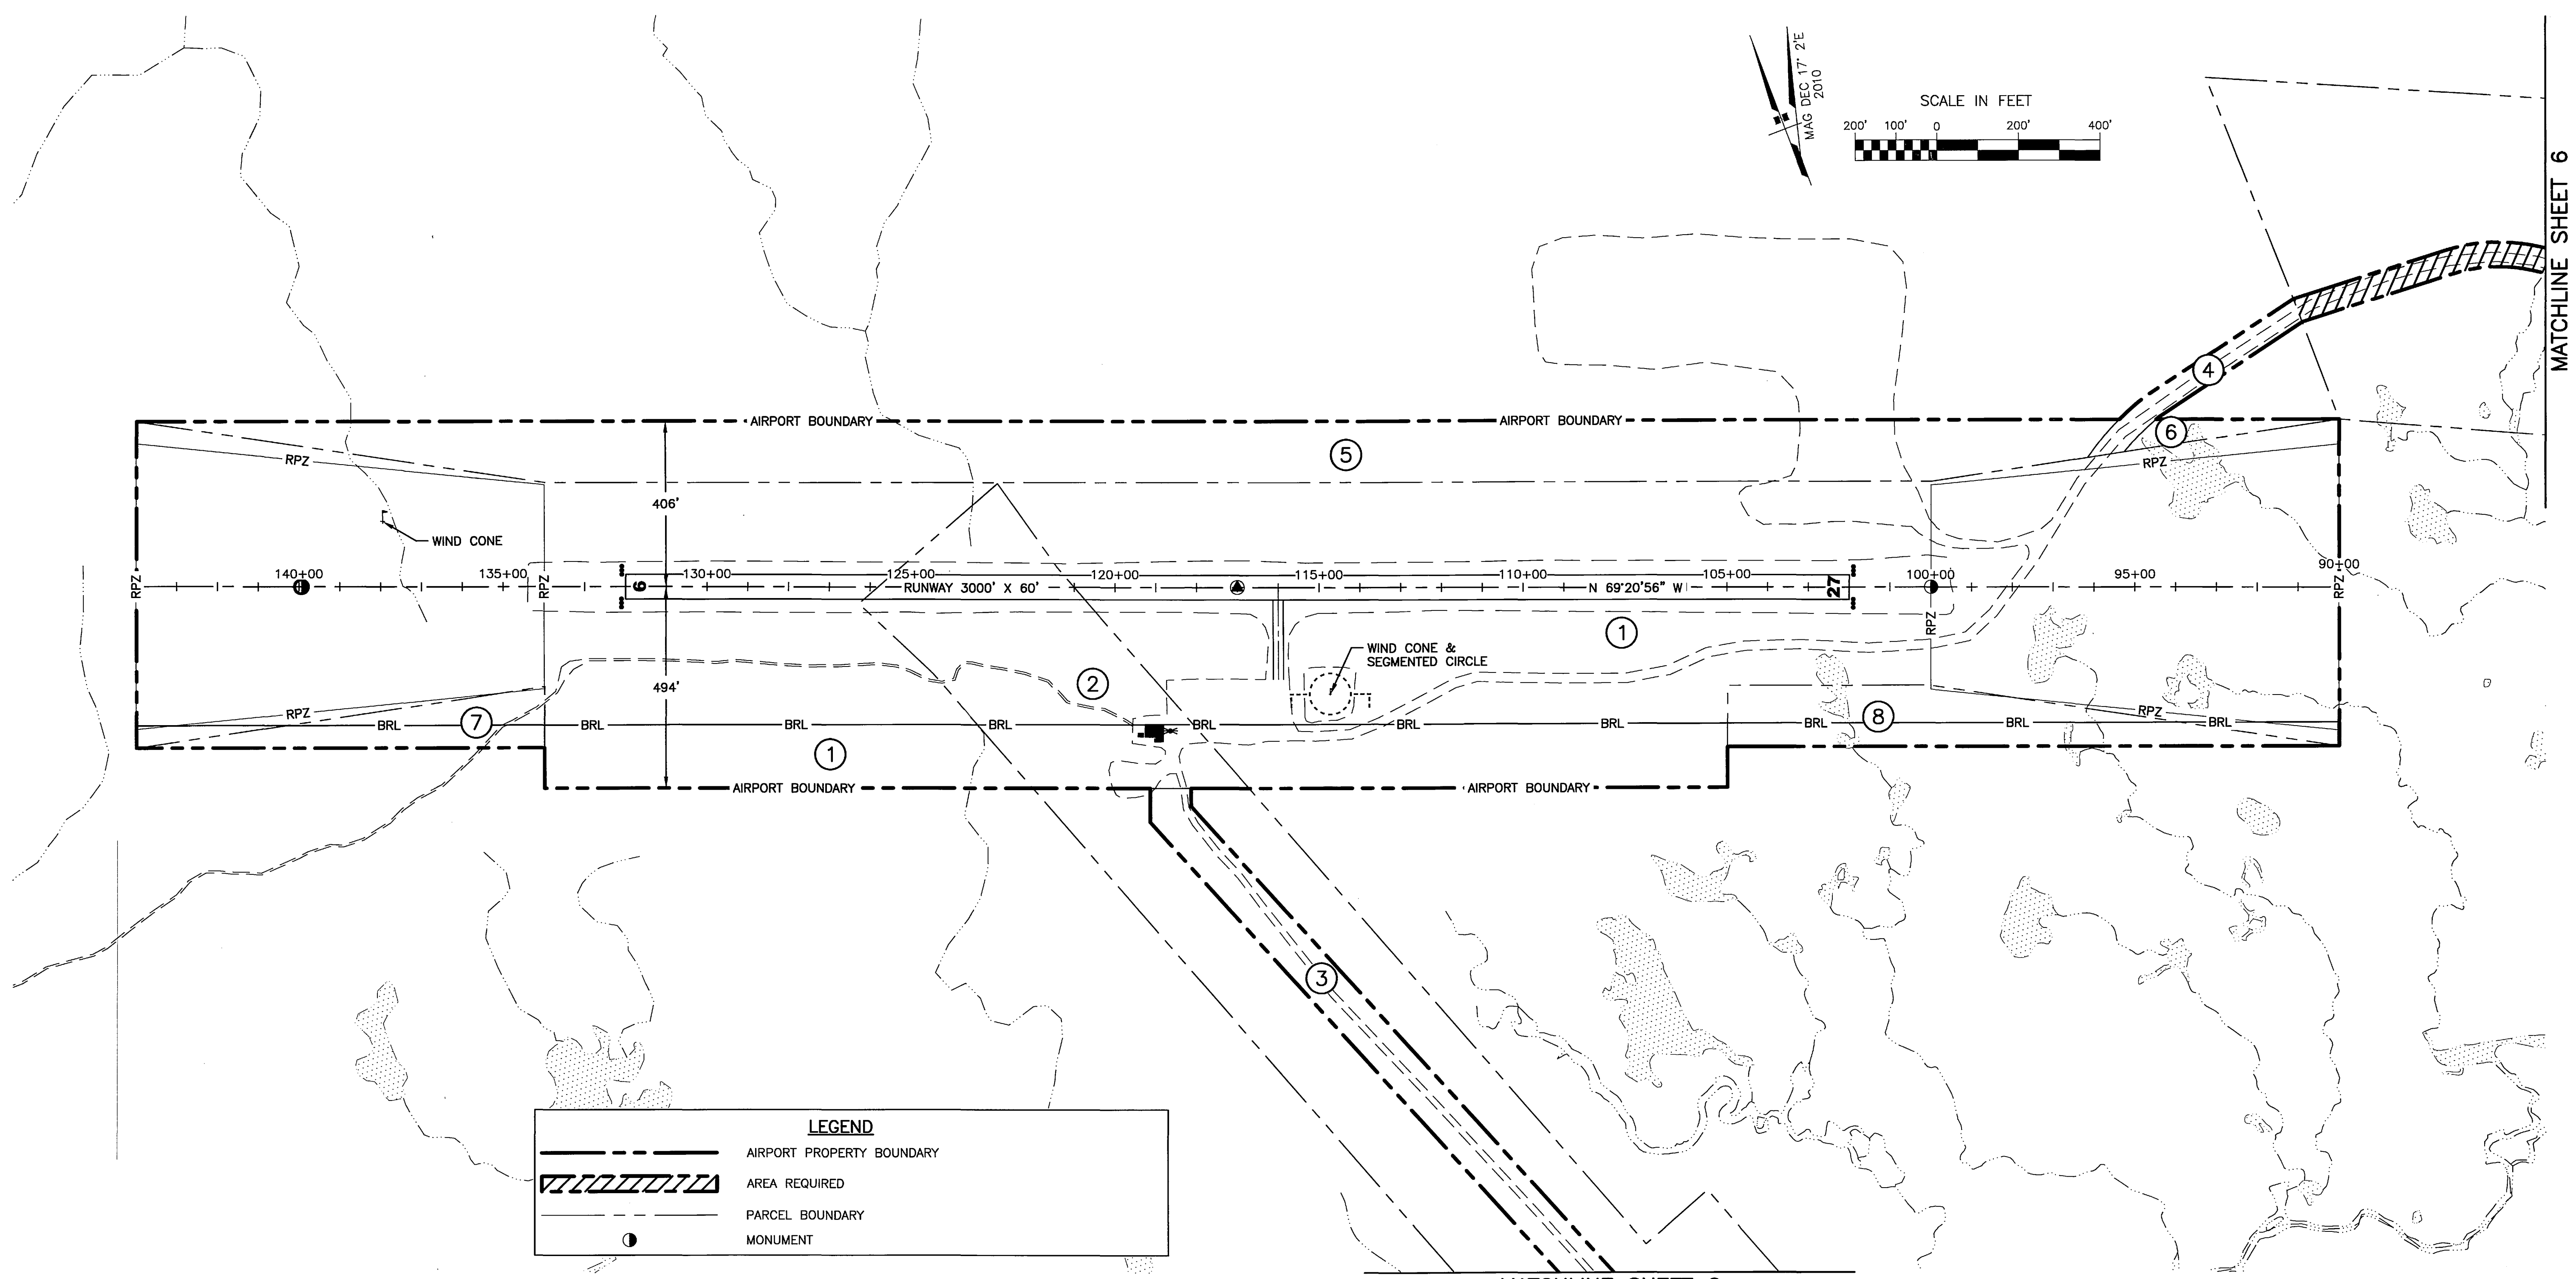 MAG DEC 17° 2'E
2010
SCALE IN FEET
200' 100' 0 200' 400'
MATCHLINE SHEET 6
4
AIRPORT BOUNDARY
AIRPORT BOUNDARY
6
5
RPZ
RPZ
406'
WIND CONE
140+00
135+00
130+00
125+00
120+00
115+00
110+00
105+00
100+00
95+00
90+00
RPZ
RPZ
6
RUNWAY 3000' X 60'
N 69°20'56" W
27
RPZ
RPZ
1
WIND CONE &
SEGMENTED CIRCLE
494'
2
RPZ
7
BRL
BRL
BRL
BRL
BRL
BRL
BRL
BRL
8
BRL
RPZ
BRL
1
AIRPORT BOUNDARY
AIRPORT BOUNDARY
3
LEGEND
AIRPORT PROPERTY BOUNDARY
AREA REQUIRED
PARCEL BOUNDARY
MONUMENT